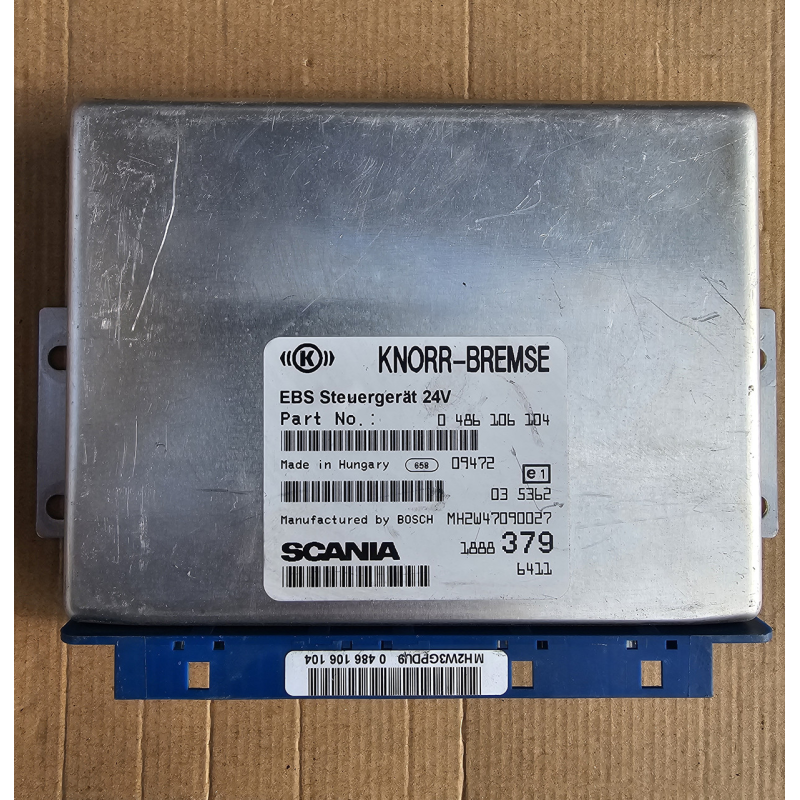 ((K)) KNORR-BREMSE
EBS Steuergerät 24V
Part No.: 0 486 106 104
Made in Hungary 658 09472
e1
03 5362
Manufactured by BOSCH MH2W47090027
SCANIA 1888 379
6411
MH2W3GPDU9 0 486 106 104